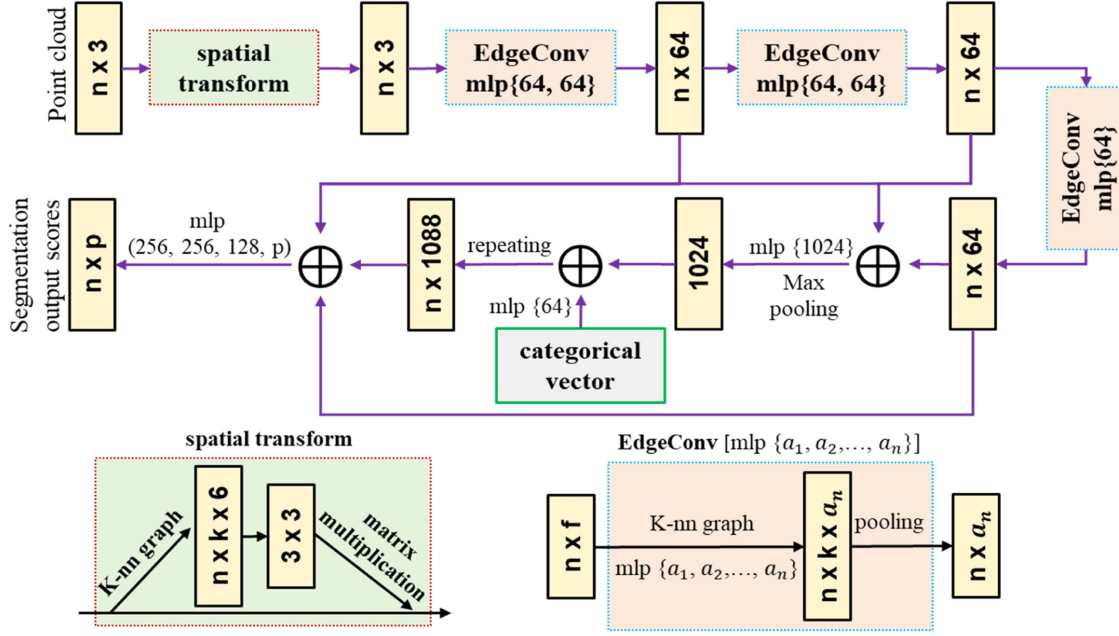 Point cloud
n x 3
spatial
transform
n x 3
EdgeConv
mlp{64, 64}
n x 64
EdgeConv
mlp{64, 64}
n x 64
EdgeConv
mlp{64}
Segmentation
output scores
n x p
mlp
(256, 256, 128, p)
n x 1088
repeating
mlp {64}
categorical
vector
1024
mlp {1024}
Max
pooling
n x 64
spatial transform
K-nn graph
n x k x 6
3 x 3
matrix
multiplication
EdgeConv [mlp {a₁, a₂,…, aₙ}]
n x f
K-nn graph
mlp {a₁, a₂,…, aₙ}
n x k x aₙ
pooling
n x aₙ